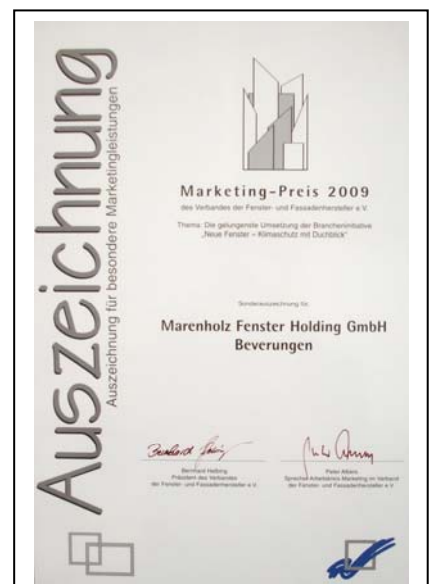 Auszeichnung
Auszeichnung für besondere Marketingleistungen
Marketing-Preis 2009
des Verbandes der Fenster- und Fassadenhersteller e.V.
Thema: Die gelungenste Umsetzung der Brancheninitiative
„Neue Fenster – Klimaschutz mit Duchblick"
Sonderauszeichnung für:
Marenholz Fenster Holding GmbH
Beverungen
Bernhard Helbing
Präsident des Verbandes
der Fenster- und Fassadenhersteller e.V.
Peter Albers
Sprecher Arbeitskreis Marketing im Verband
der Fenster- und Fassadenhersteller e.V.